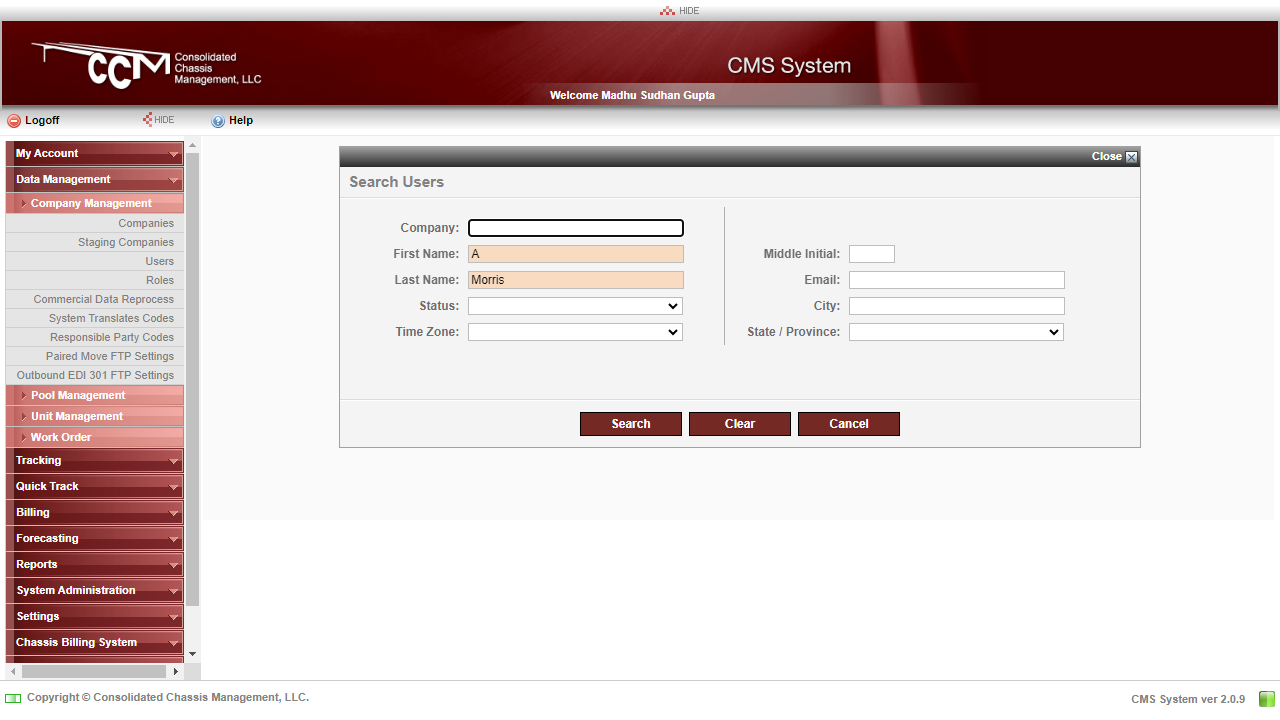 HIDE
CCM
Consolidated
Chassis
Management, LLC
CMS System
Welcome Madhu Sudhan Gupta
Logoff
HIDE
Help
My Account
Data Management
Company Management
Companies
Staging Companies
Users
Roles
Commercial Data Reprocess
System Translates Codes
Responsible Party Codes
Paired Move FTP Settings
Outbound EDI 301 FTP Settings
Pool Management
Unit Management
Work Order
Tracking
Quick Track
Billing
Forecasting
Reports
System Administration
Settings
Chassis Billing System
Close
Search Users
Company:
First Name: A
Middle Initial:
Last Name: Morris
Email:
Status:
City:
Time Zone:
State / Province:
Search Clear Cancel
Copyright © Consolidated Chassis Management, LLC.
CMS System ver 2.0.9